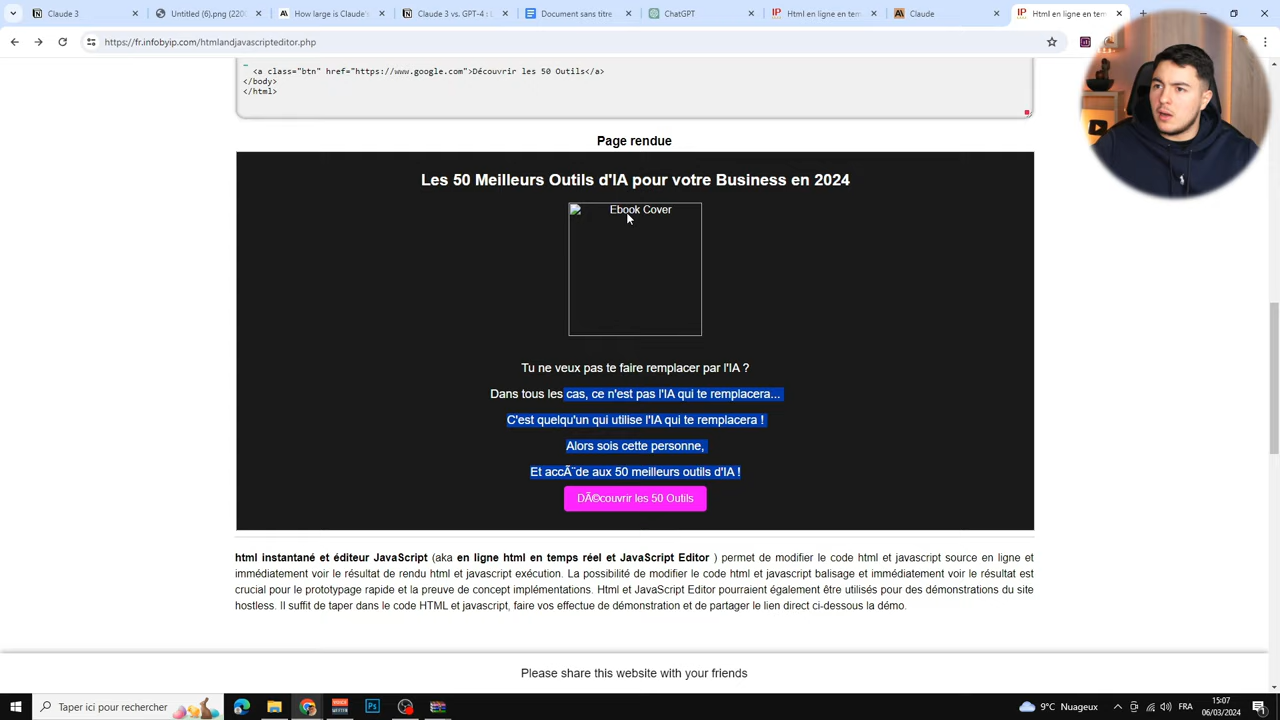 Claude 3
Untitled (6).png (220
How large is Claude's
Claude 3 vs. GPT-4 : L
Document sans titre
ChatGPT
Html en ligne en temp
Claude
Html en ligne en tem
https://fr.infobyip.com/htmlandjavascripteditor.php
<a class="btn" href="https://www.google.com">Découvrir les 50 Outils</a>
</body>
</html>
Page rendue
Les 50 Meilleurs Outils d'IA pour votre Business en 2024
Ebook Cover
Tu ne veux pas te faire remplacer par l'IA ?
Dans tous les cas, ce n'est pas l'IA qui te remplacera...
C'est quelqu'un qui utilise l'IA qui te remplacera !
Alors sois cette personne,
Et accÃ¨de aux 50 meilleurs outils d'IA !
DÃ©couvrir les 50 Outils
html instantané et éditeur JavaScript (aka en ligne html en temps réel et JavaScript Editor ) permet de modifier le code html et javascript source en ligne et
immédiatement voir le résultat de rendu html et javascript exécution. La possibilité de modifier le code html et javascript balisage et immédiatement voir le résultat est
crucial pour le prototypage rapide et la preuve de concept implémentations. Html et JavaScript Editor pourraient également être utilisés pour des démonstrations du site
hostless. Il suffit de taper dans le code HTML et javascript, faire vos effectue de démonstration et de partager le lien direct ci-dessous la démo.
Please share this website with your friends
Taper ici pour rechercher
9°C Nuageux
FRA
15:07
06/03/2024